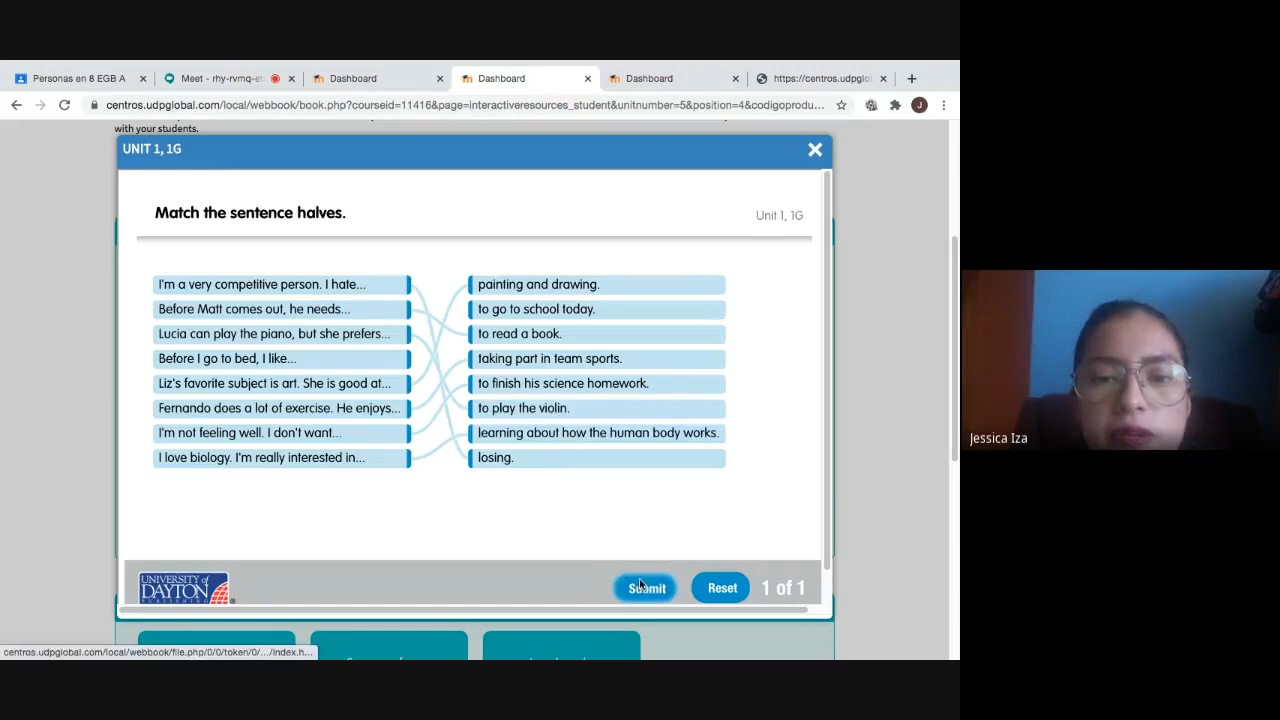 Personas en 8 EGB A
Meet - rhy-rvmq-et
Dashboard
Dashboard
Dashboard
https://centros.udpglobal.
centros.udpglobal.com/local/webbook/book.php?courseid=11416&page=interactiveresources_student&unitnumber=5&position=4&codigoprodu...
J
with your students.
UNIT 1, 1G
Match the sentence halves.
Unit 1, 1G
I'm a very competitive person. I hate...
painting and drawing.
Before Matt comes out, he needs...
to go to school today.
Lucia can play the piano, but she prefers...
to read a book.
Before I go to bed, I like...
taking part in team sports.
Liz's favorite subject is art. She is good at...
to finish his science homework.
Fernando does a lot of exercise. He enjoys...
to play the violin.
I'm not feeling well. I don't want...
learning about how the human body works.
I love biology. I'm really interested in...
losing.
UNIVERSITY of
DAYTON
Submit
Reset
1 of 1
centros.udpglobal.com/local/webbook/file.php/0/0/token/0/.../index.h...
Jessica Iza